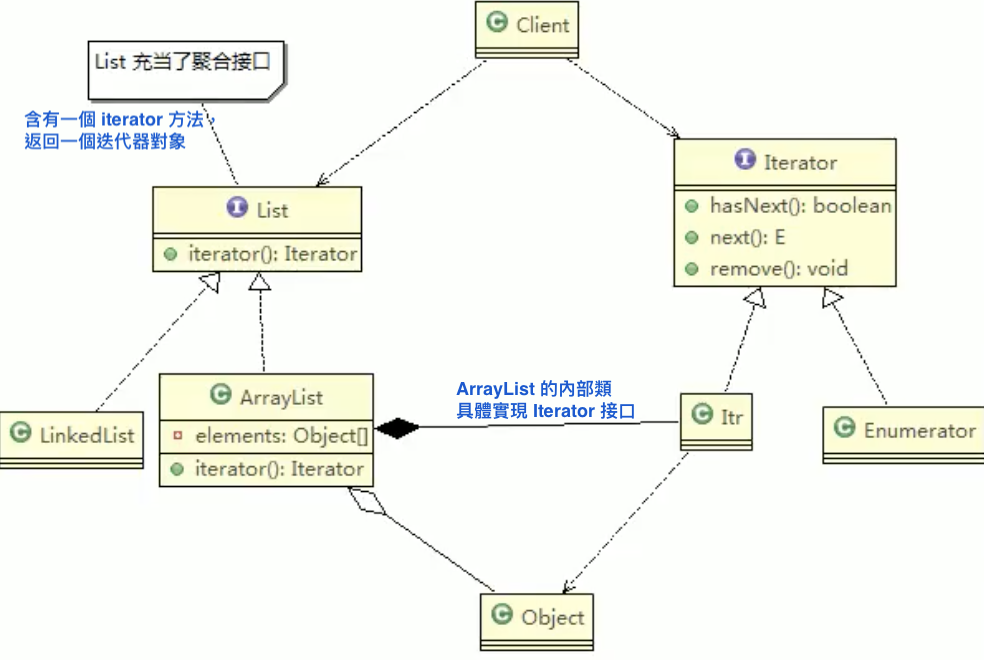 Client
List 充当了聚合接口
含有一個 iterator 方法，
返回一個迭代器對象
Iterator
hasNext(): boolean
next(): E
remove(): void
List
iterator(): Iterator
ArrayList
elements: Object[]
iterator(): Iterator
ArrayList 的內部類
具體實現 Iterator 接口
Itr
LinkedList
Enumerator
Object